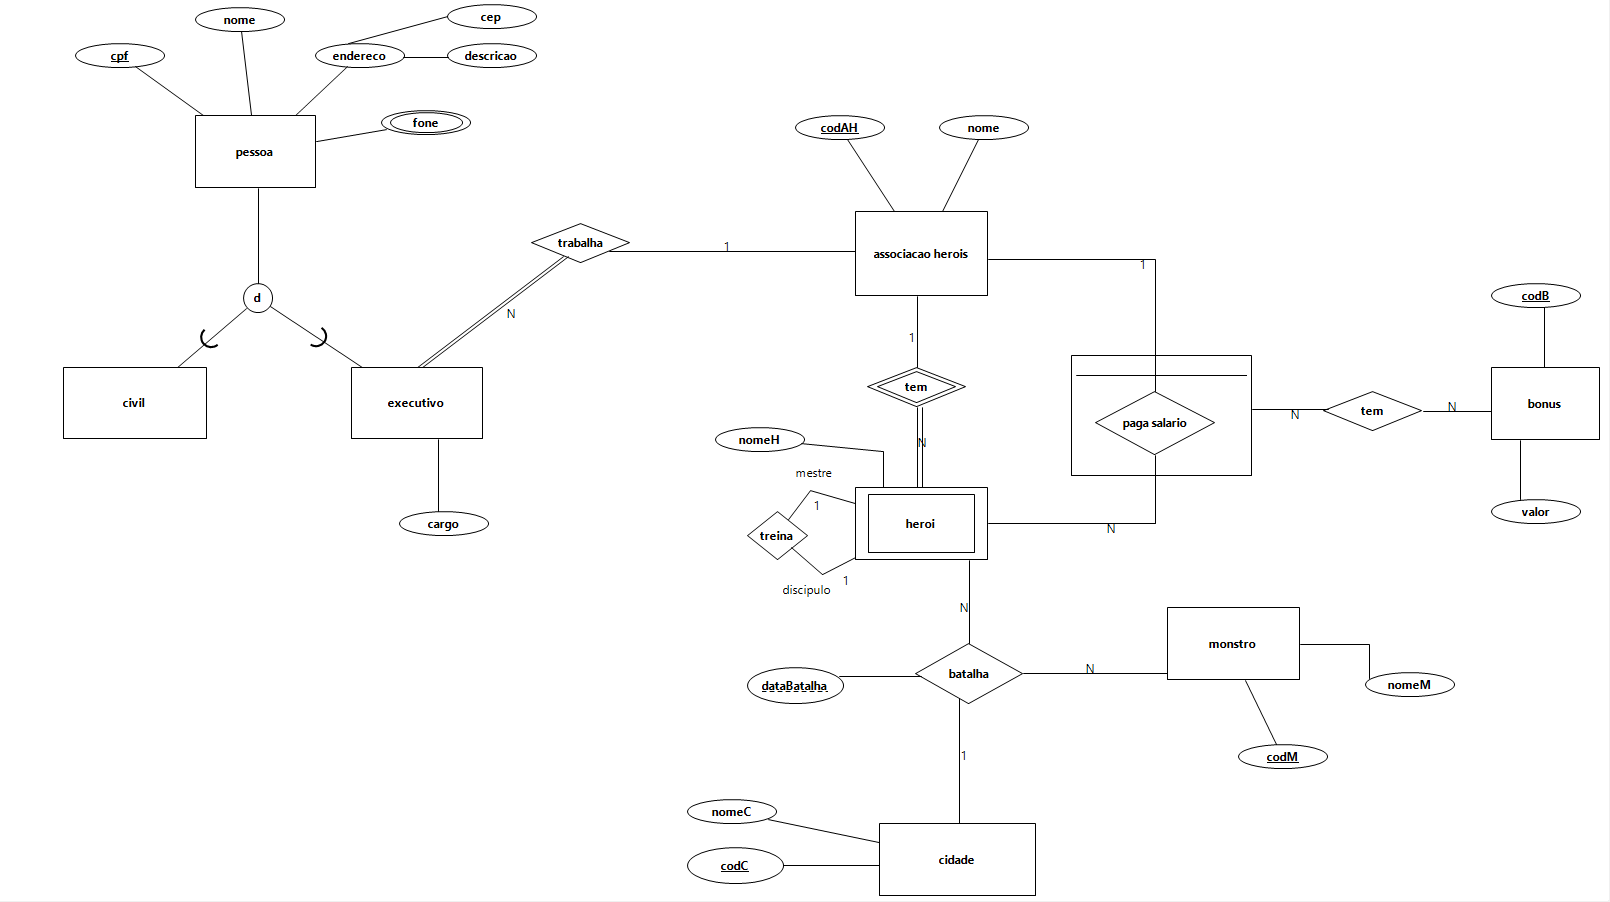 cep
nome
cpf
endereco
descricao
fone
pessoa
codAH
nome
trabalha
1
associacao herois
1
d
N
1
codB
tem
civil
executivo
paga salario
N
tem
N
bonus
nomeH
N
mestre
1
valor
cargo
treina
heroi
N
discipulo
1
N
monstro
batalha
N
dataBatalha
nomeM
1
codM
nomeC
cidade
codC